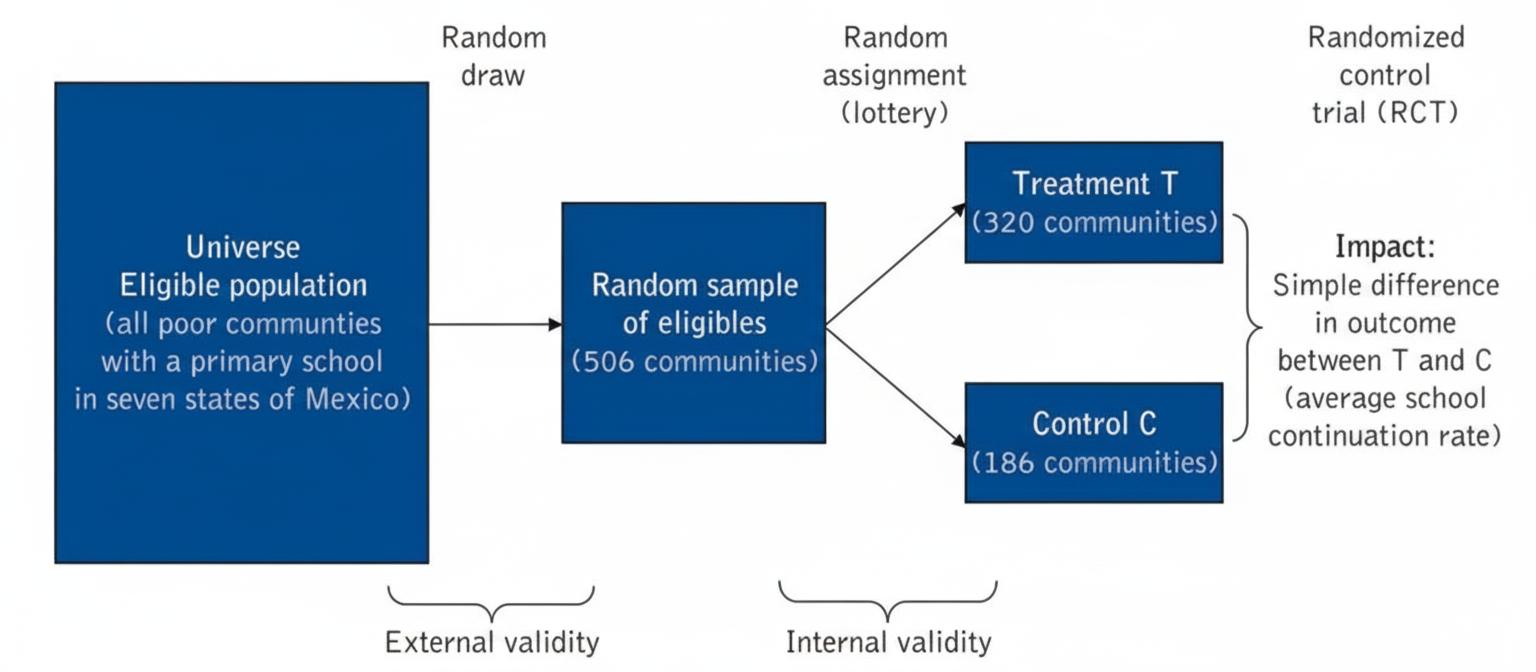 Random
draw
Random
assignment
(lottery)
Randomized
control
trial (RCT)
Universe
Eligible population
(all poor communties
with a primary school
in seven states of Mexico)
Random sample
of eligibles
(506 communities)
Treatment T
(320 communities)
Control C
(186 communities)
Impact:
Simple difference
in outcome
between T and C
(average school
continuation rate)
External validity
Internal validity